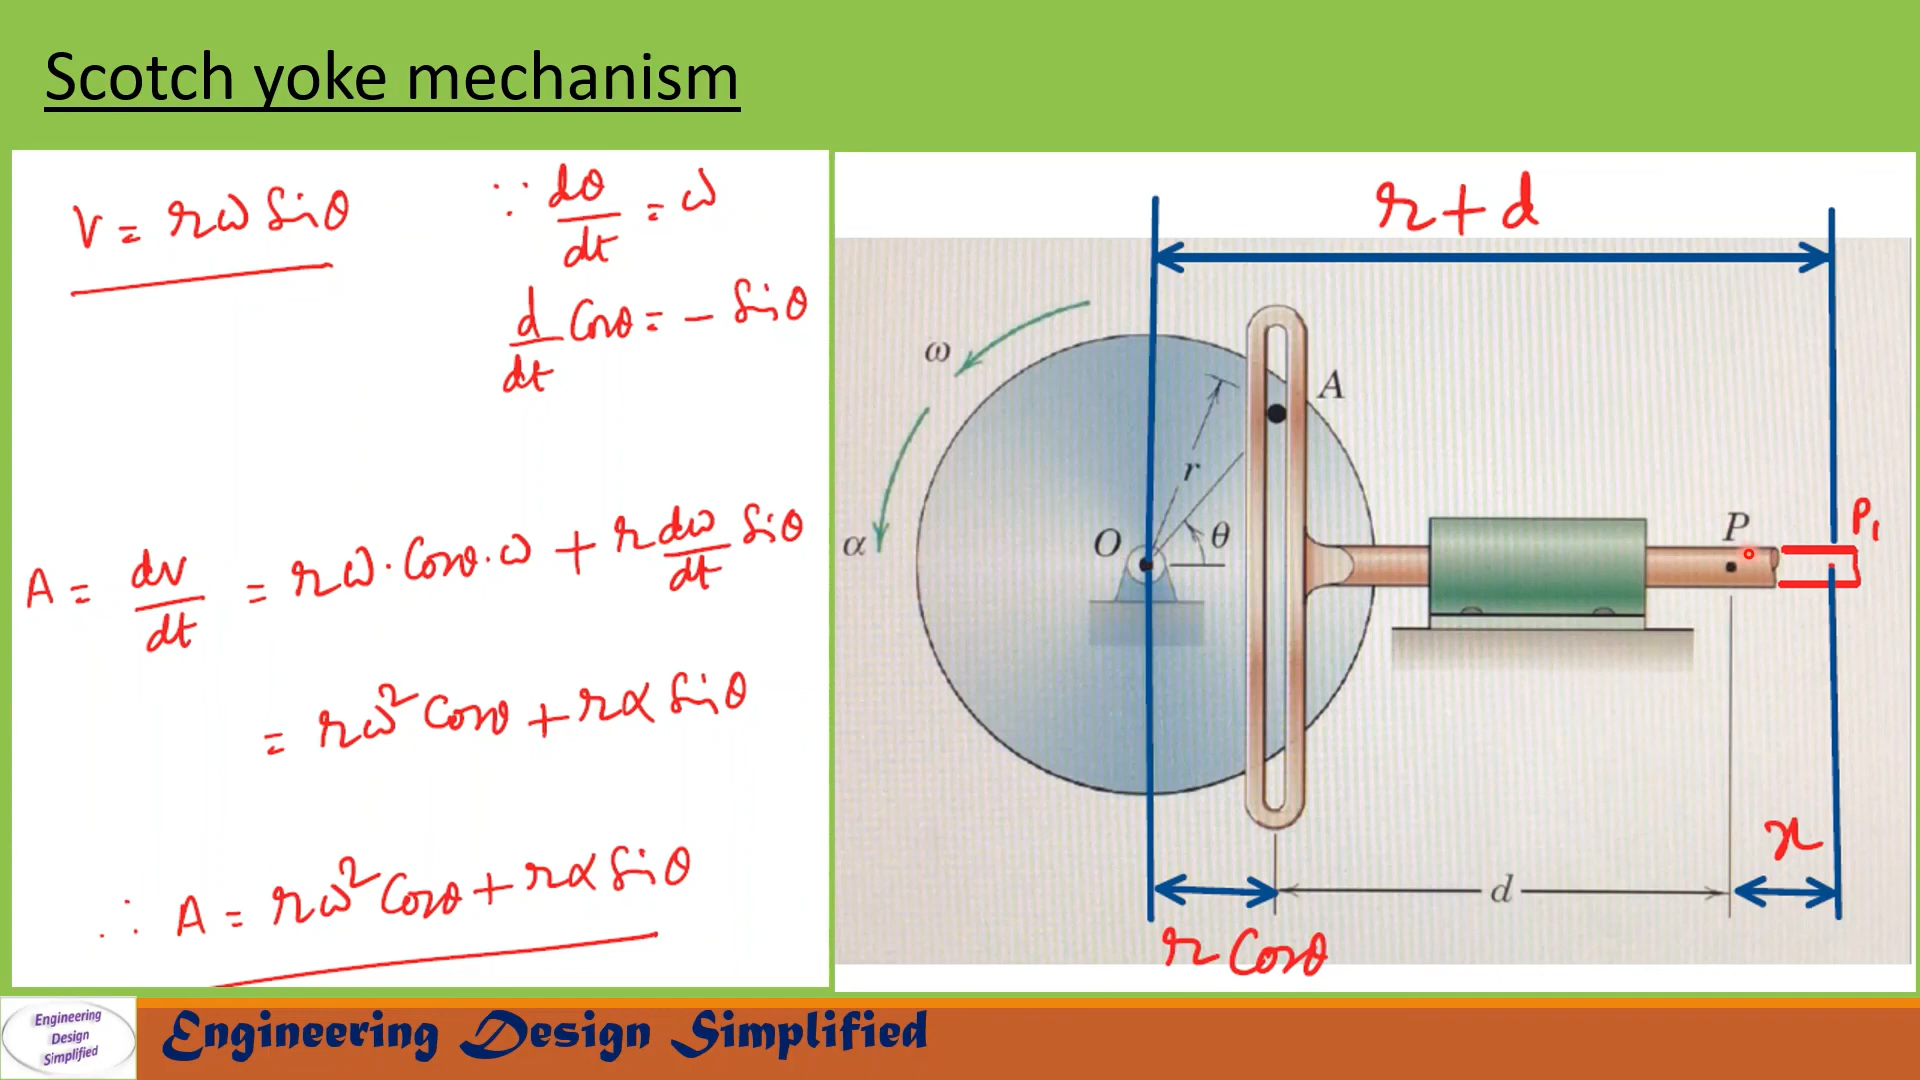 Scotch yoke mechanism
V = rω Sinθ
∵ dθ/dt = ω
d/dt Cosθ = - Sinθ
A = dv/dt = rω · Cosθ · ω + r dω/dt Sinθ
= rω² Cosθ + rα Sinθ
∴ A = rω² Cosθ + rα Sinθ
r + d
ω
A
r
α
O
θ
P
P₁
x
d
r Cosθ
Engineering
Design
Simplified
Engineering Design Simplified